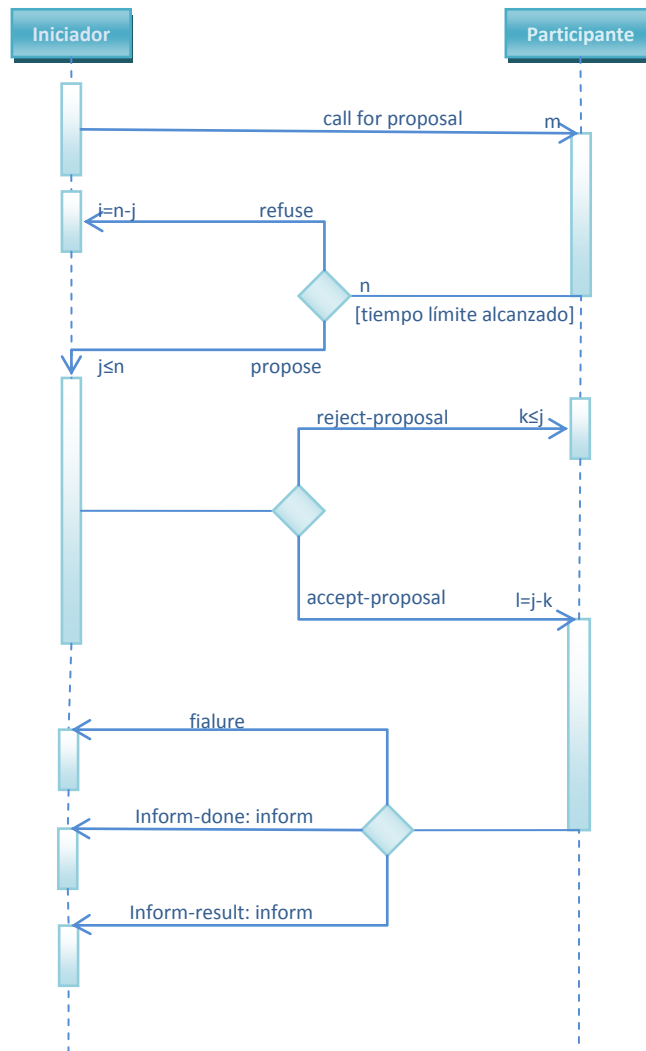 Iniciador
Participante
call for proposal
m
i=n-j
refuse
n
[tiempo límite alcanzado]
j≤n
propose
reject-proposal
k≤j
accept-proposal
l=j-k
fialure
Inform-done: inform
Inform-result: inform